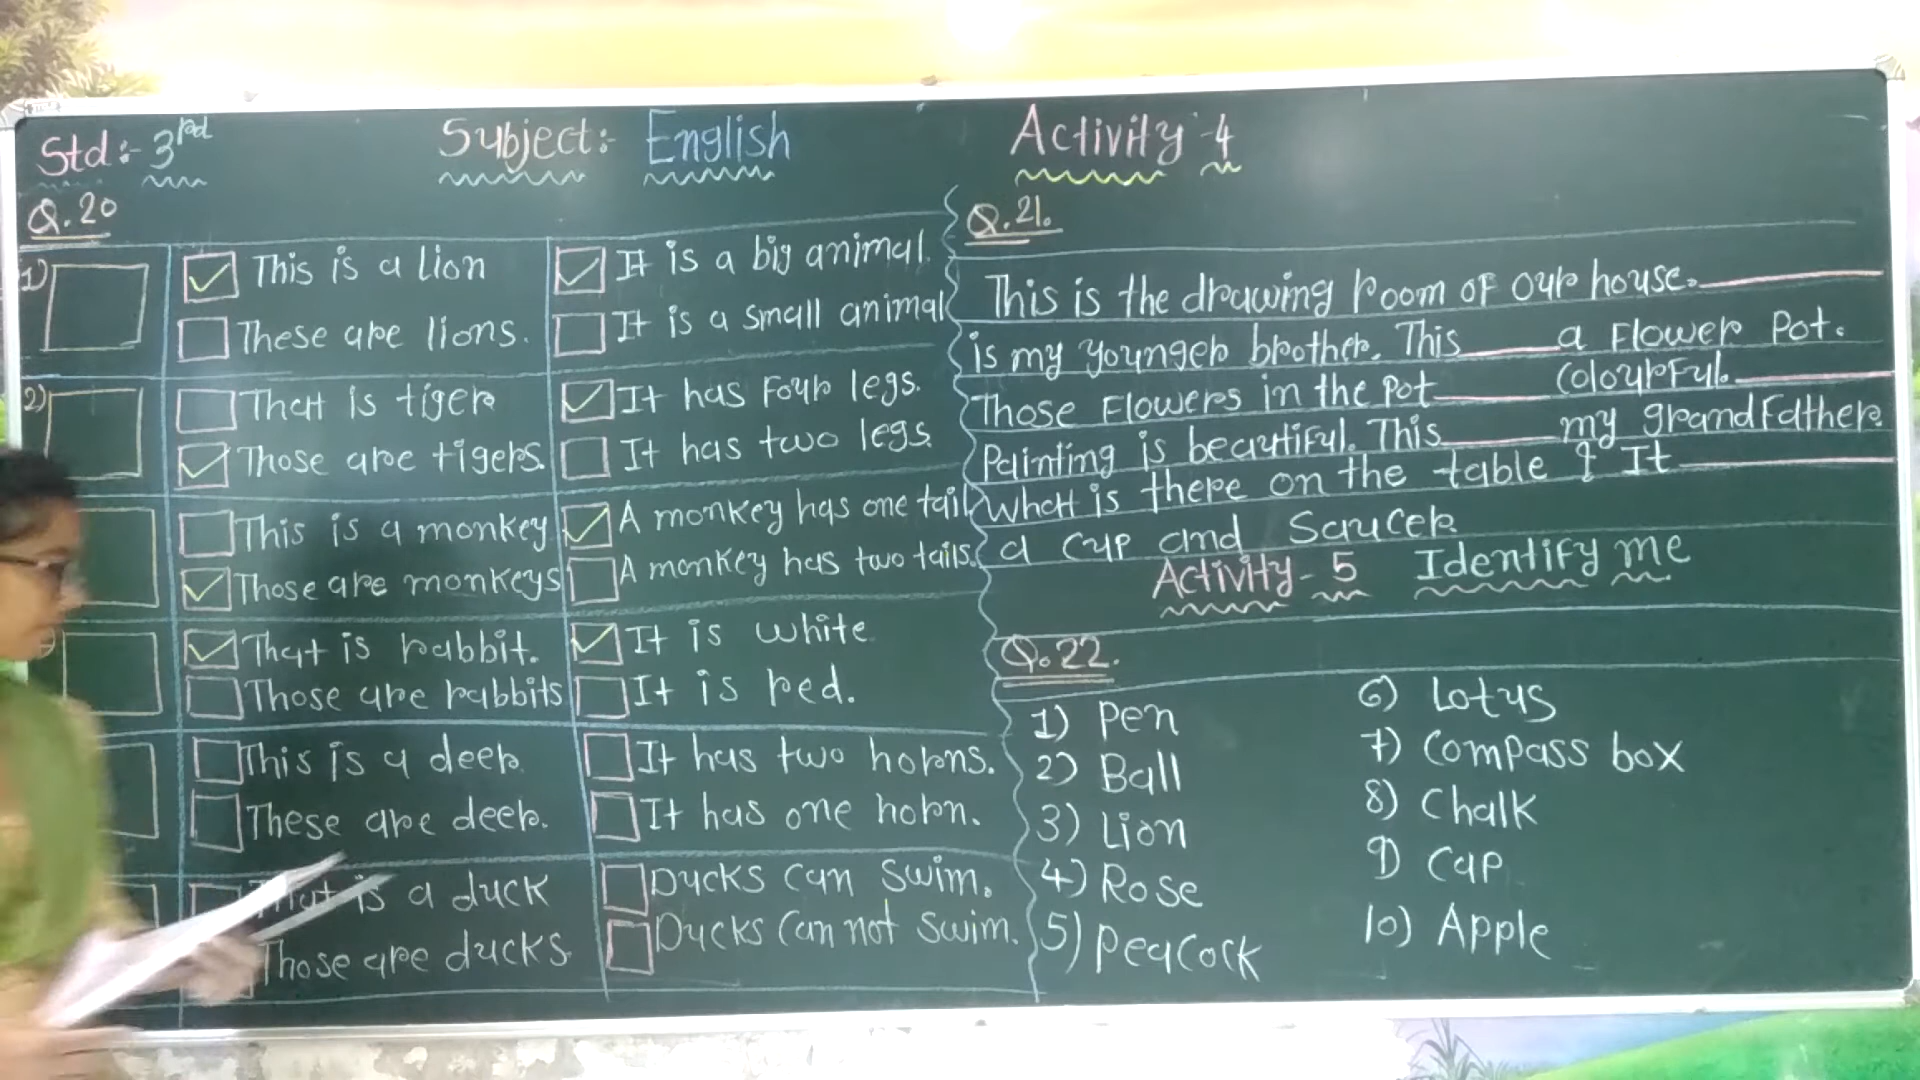 Std:- 3rd
Subject:- English
Activity-4
Q.20
1)
This is a lion
It is a big animal.
These are lions.
It is a small animal
2)
That is tiger
It has Four legs.
Those are tigers.
It has two legs.
This is a monkey
A monkey has one tail
Those are monkeys
A monkey has two tails.
That is rabbit.
It is white
Those are rabbits
It is red.
This is a deer
It has two horns.
These are deer.
It has one horn.
That is a duck
Ducks can swim.
Those are ducks.
Ducks can not swim.
Q.21.
This is the drawing room of our house. ____
is my younger brother. This ____ a Flower Pot.
Those Flowers in the Pot ____ colourFul. ____
Painting is beautiFul. This ____ my grandFather.
What is there on the table ? It ____
a cup and Saucer
Activity-5 Identify me
Q.22.
1) Pen
2) Ball
3) Lion
4) Rose
5) Peacock
6) Lotus
7) Compass box
8) Chalk
9) Cap
10) Apple